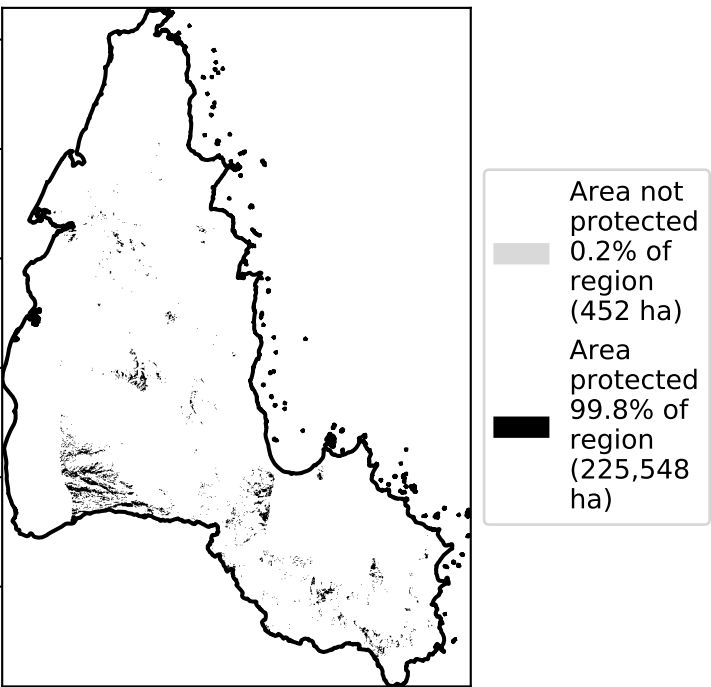 Area not
protected
0.2% of
region
(452 ha)
Area
protected
99.8% of
region
(225,548
ha)